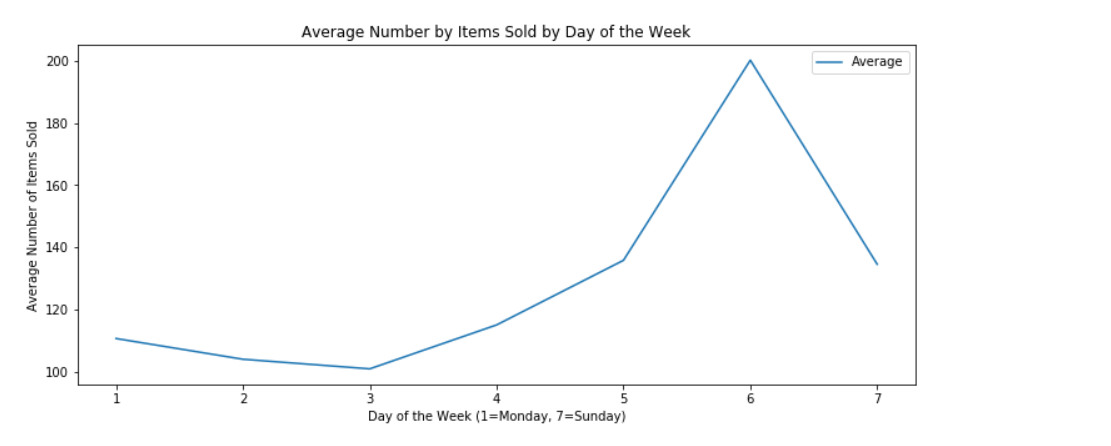 Average Number by Items Sold by Day of the Week
Average
Average Number of Items Sold
200
180
160
140
120
100
1 2 3 4 5 6 7
Day of the Week (1=Monday, 7=Sunday)